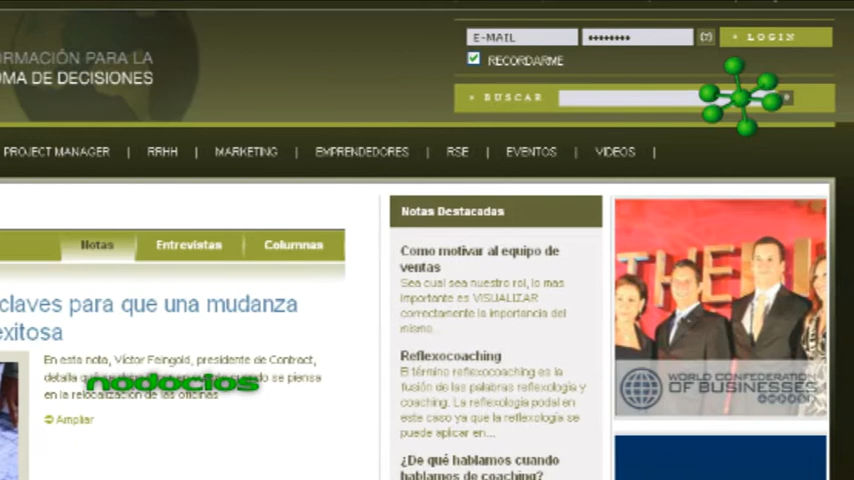 RMACIÓN PARA LA
OMA DE DECISIONES
E-MAIL
••••••••
(?)
» LOGIN
RECORDARME
» BUSCAR
PROJECT MANAGER | RRHH | MARKETING | EMPRENDEDORES | RSE | EVENTOS | VIDEOS |
Notas
Entrevistas
Columnas
claves para que una mudanza
exitosa
En esta nota, Víctor Feingold, presidente de Contract,
detalla
cuando se piensa
en la relocalización de las oficinas
Ampliar
nodocios
Notas Destacadas
Como motivar al equipo de
ventas
Sea cual sea nuestro rol, lo mas
importante es VISUALIZAR
correctamente la importancia del
mismo.
Reflexocoaching
El término reflexocoaching es la
fusión de las palabras reflexología y
coaching. La reflexología podal en
este caso ya que la reflexología se
puede aplicar en...
¿De qué hablamos cuando
hablamos de coaching?
THE
WORLD CONFEDERATION
OF BUSINESSES